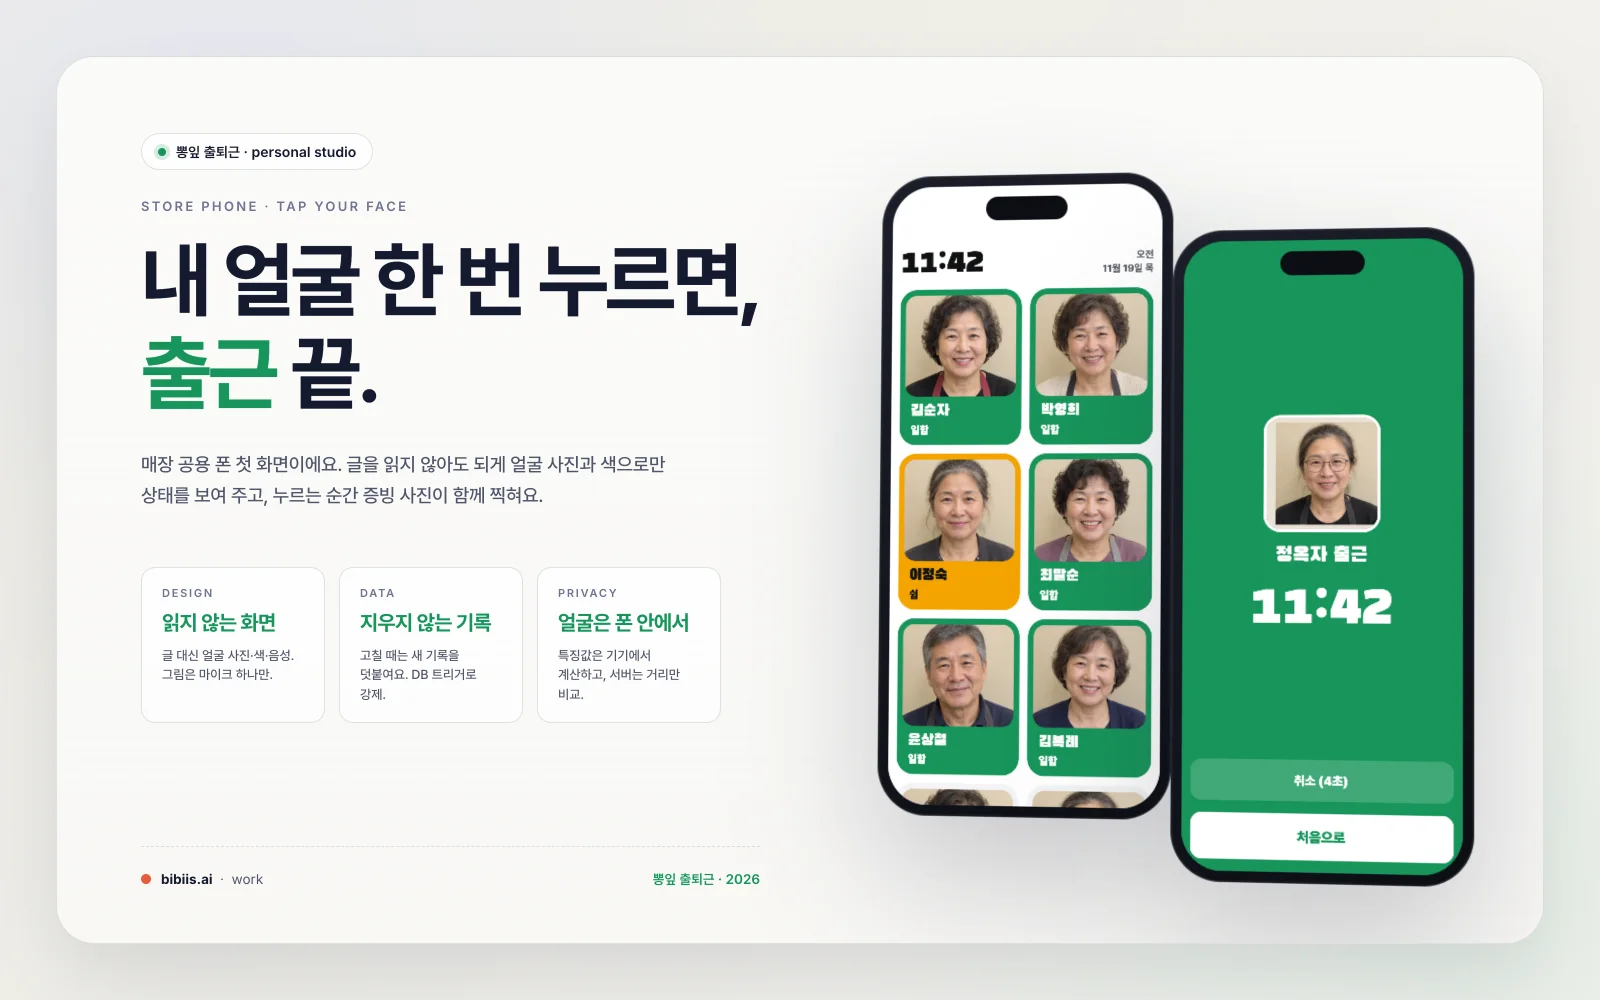 뽕잎 출퇴근 · personal studio
STORE PHONE · TAP YOUR FACE
내 얼굴 한 번 누르면,
출근 끝.
매장 공용 폰 첫 화면이에요. 글을 읽지 않아도 되게 얼굴 사진과 색으로만
상태를 보여 주고, 누르는 순간 증빙 사진이 함께 찍혀요.
DESIGN
읽지 않는 화면
글 대신 얼굴 사진·색·음성.
그림은 마이크 하나만.
DATA
지우지 않는 기록
고칠 때는 새 기록을
덧붙여요. DB 트리거로
강제.
PRIVACY
얼굴은 폰 안에서
특징값은 기기에서
계산하고, 서버는 거리만
비교.
bibiis.ai · work
뽕잎 출퇴근 · 2026
11:42
오전
11월 19일 목
김순자
일함
박영희
일함
이정숙
쉼
최말순
일함
윤상철
일함
김복례
일함
정옥자 출근
11:42
취소 (4초)
처음으로